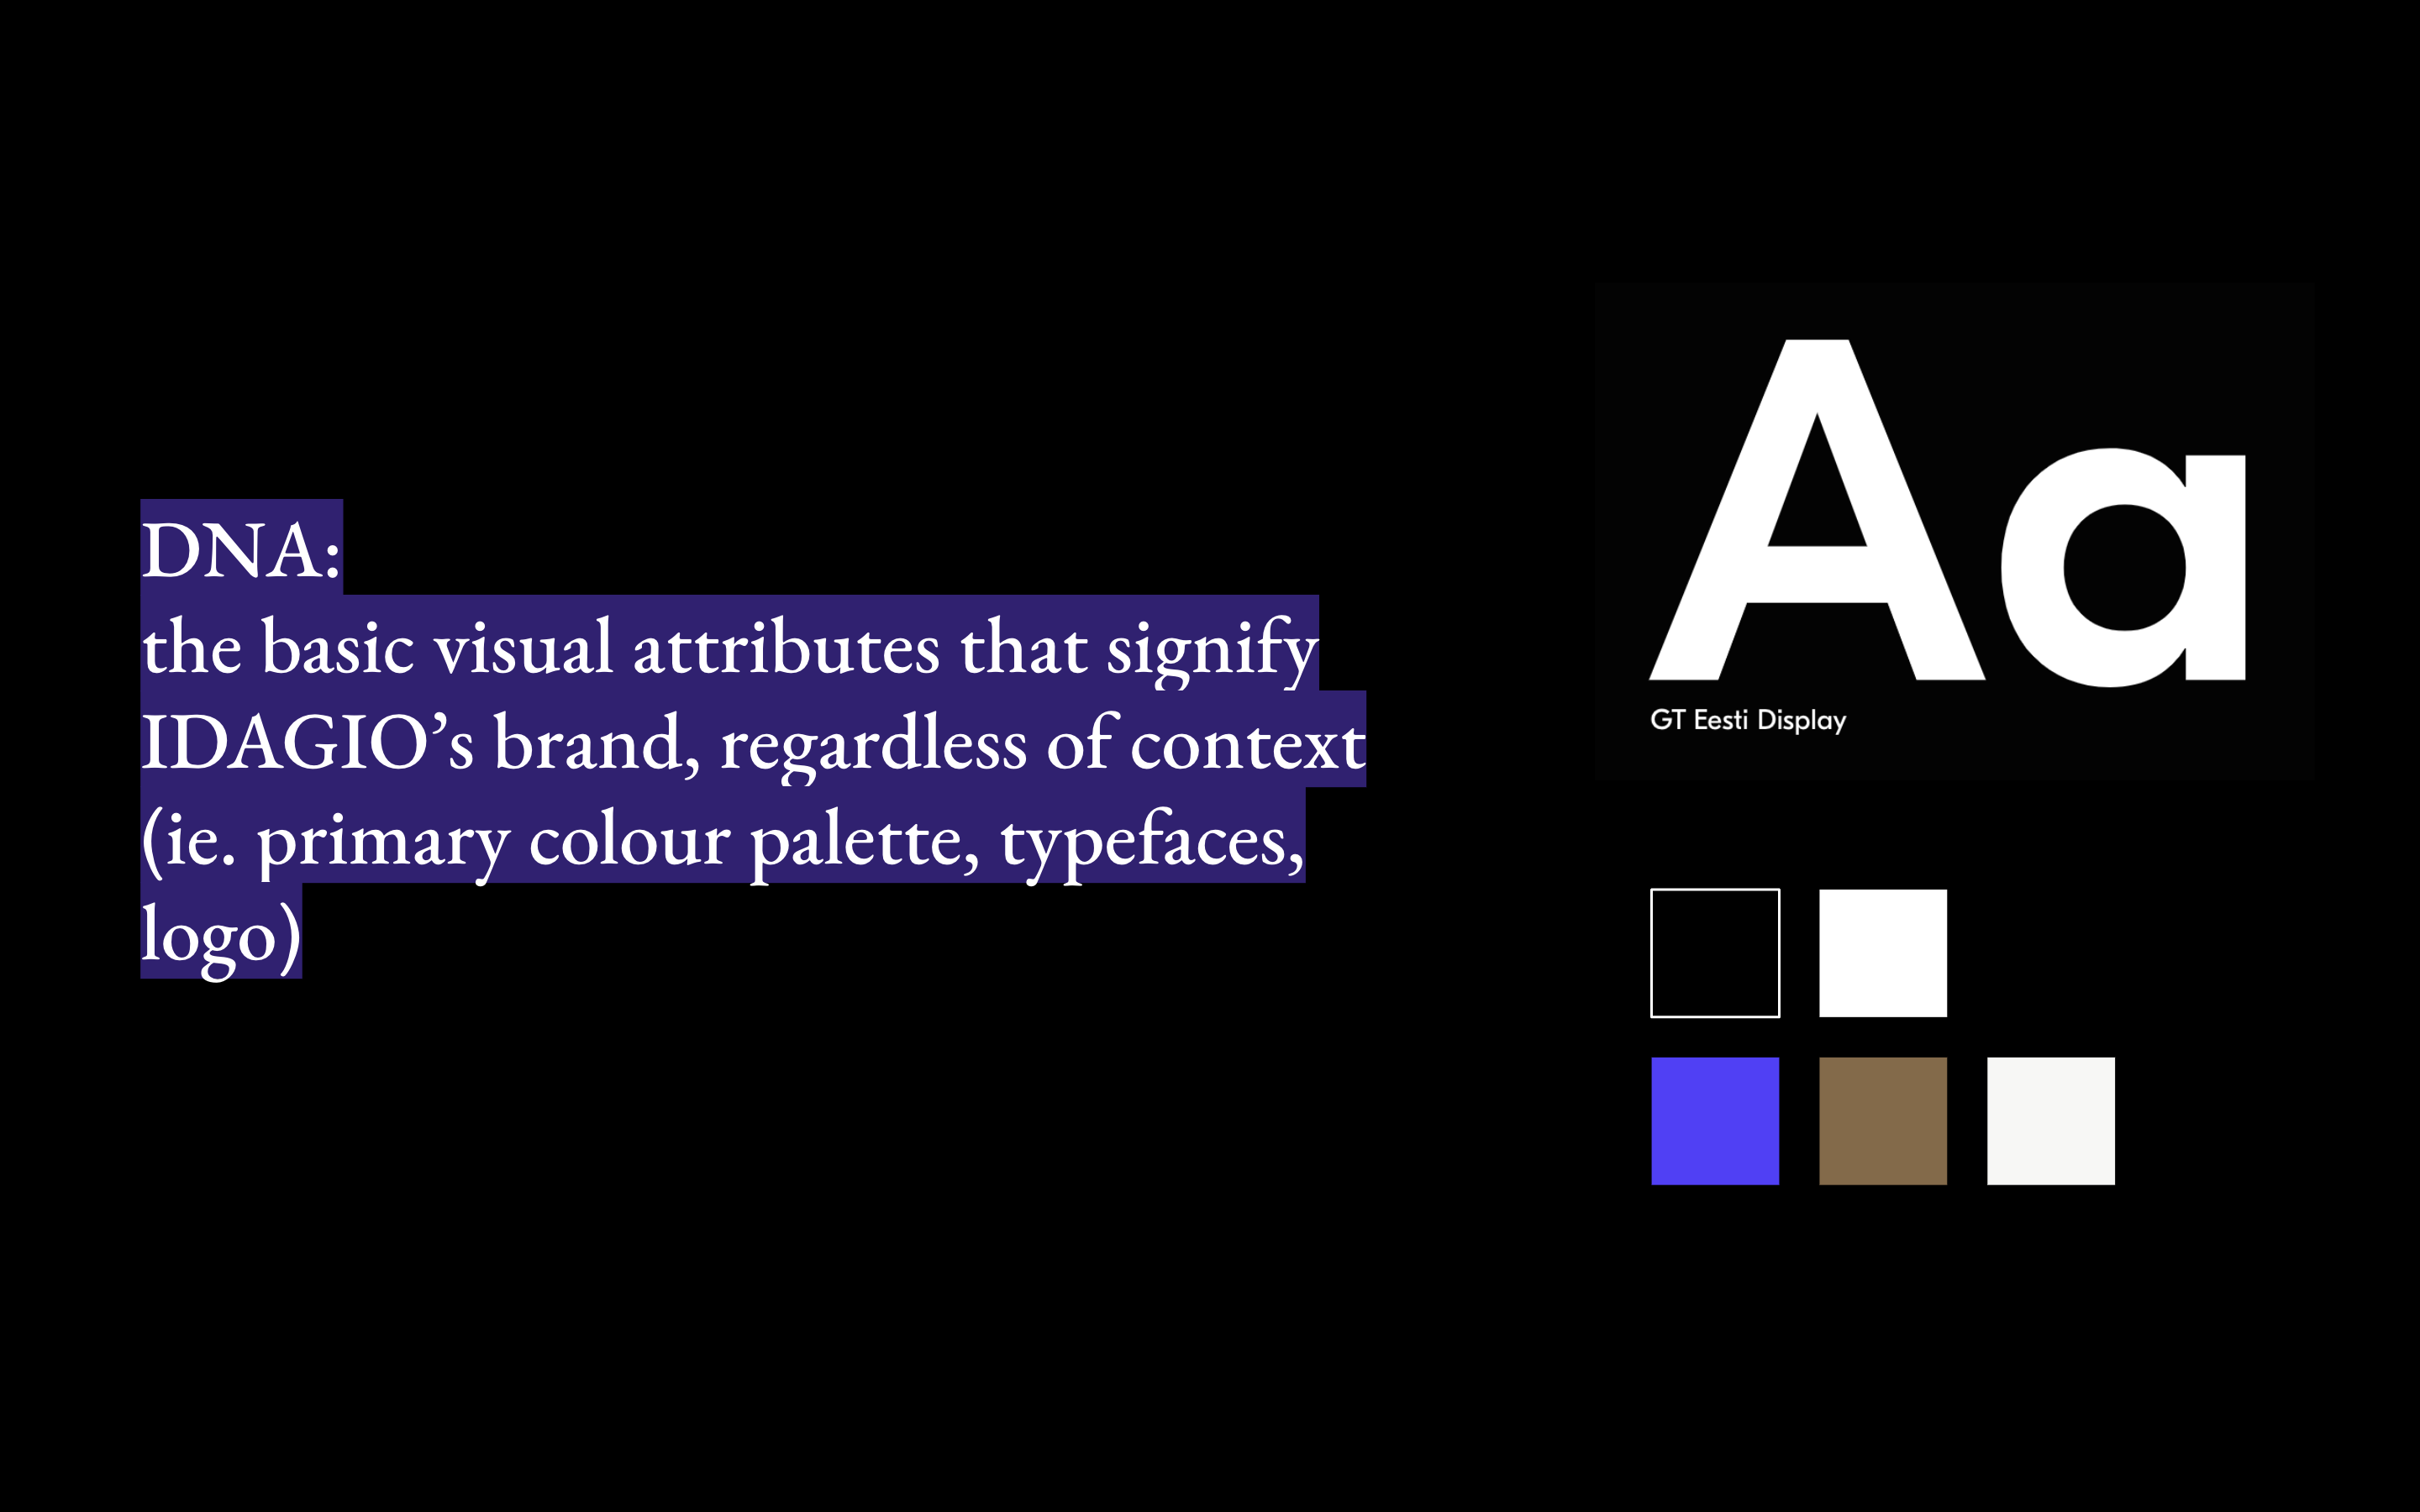 DNA:
the basic visual attributes that signify
IDAGIO’s brand, regardless of context
(ie. primary colour palette, typefaces,
logo)
Aa
GT Eesti Display